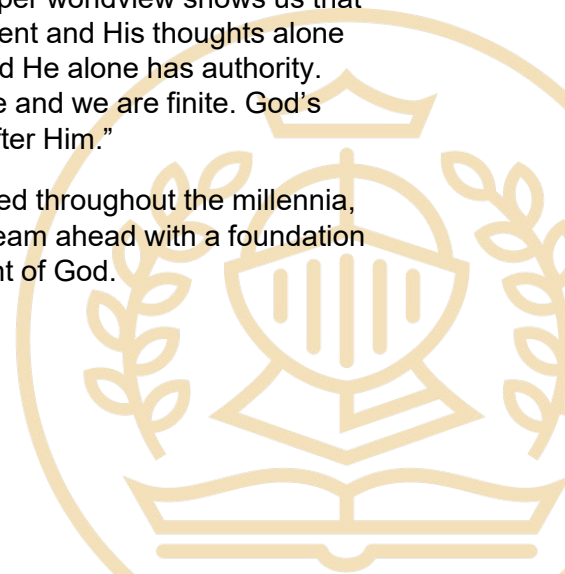 per worldview shows us that
ent and His thoughts alone
d He alone has authority.
e and we are finite. God’s
fter Him.”
ed throughout the millennia,
eam ahead with a foundation
nt of God.